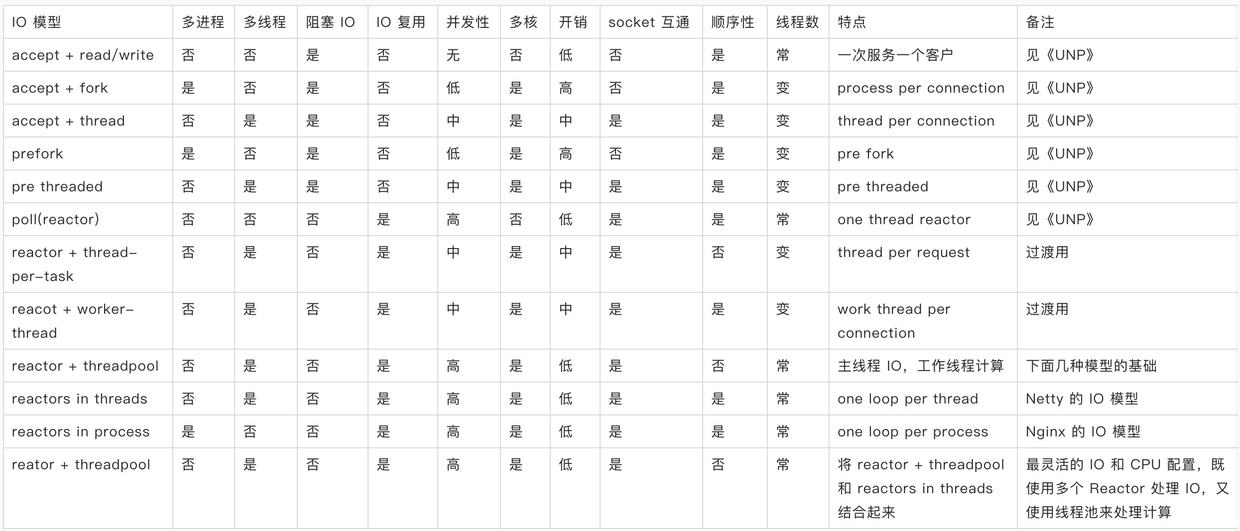 IO 模型 多进程 多线程 阻塞 IO IO 复用 并发性 多核 开销 socket 互通 顺序性 线程数 特点 备注
accept + read/write 否 否 是 否 无 否 低 否 是 常 一次服务一个客户 见《UNP》
accept + fork 是 否 是 否 低 是 高 否 是 变 process per connection 见《UNP》
accept + thread 否 是 是 否 中 是 中 是 是 变 thread per connection 见《UNP》
prefork 是 否 是 否 低 是 高 否 是 变 pre fork 见《UNP》
pre threaded 否 是 是 否 中 是 中 是 是 变 pre threaded 见《UNP》
poll(reactor) 否 否 否 是 高 否 低 是 是 常 one thread reactor 见《UNP》
reactor + thread- 否 是 否 是 中 是 中 是 否 变 thread per request 过渡用
per-task
reacot + worker- 否 是 否 是 中 是 中 是 是 变 work thread per 过渡用
thread connection
reactor + threadpool 否 是 否 是 高 是 低 是 否 常 主线程 IO，工作线程计算 下面几种模型的基础
reactors in threads 否 是 否 是 高 是 低 是 是 常 one loop per thread Netty 的 IO 模型
reactors in process 是 否 否 是 高 是 低 是 是 常 one loop per process Nginx 的 IO 模型
reator + threadpool 否 是 否 是 高 是 低 是 否 常 将 reactor + threadpool 最灵活的 IO 和 CPU 配置，既
和 reactors in threads 使用多个 Reactor 处理 IO，又
结合起来 使用线程池来处理计算